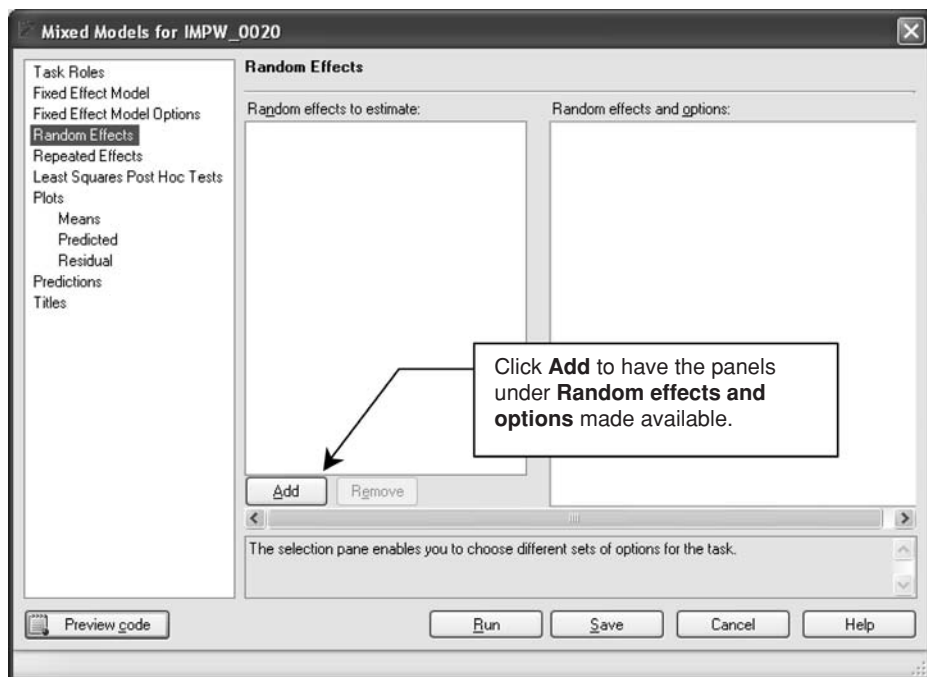 Mixed Models for IMPW_0020
Task Roles
Fixed Effect Model
Fixed Effect Model Options
Random Effects
Repeated Effects
Least Squares Post Hoc Tests
Plots
Means
Predicted
Residual
Predictions
Titles
Random Effects
Random effects to estimate:
Random effects and options:
Click Add to have the panels
under Random effects and
options made available.
Add
Remove
The selection pane enables you to choose different sets of options for the task.
Preview code
Run
Save
Cancel
Help